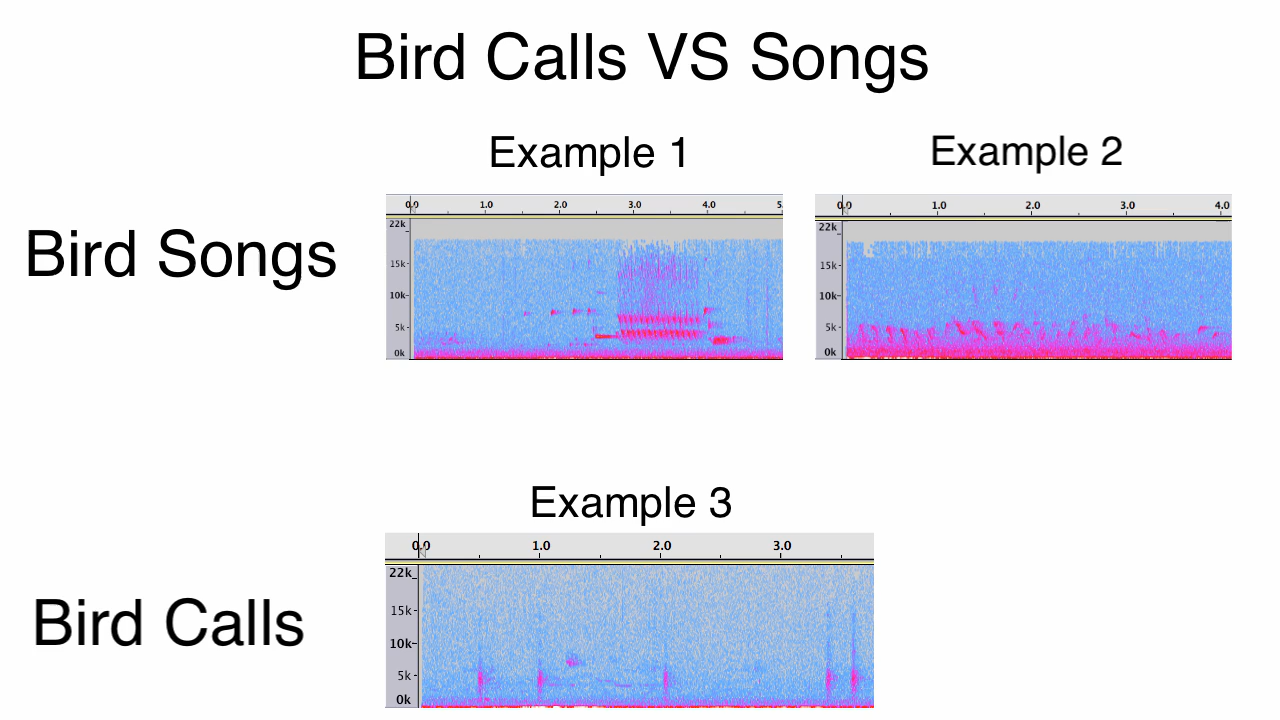 Bird Calls VS Songs
Example 1
Example 2
0.0 1.0 2.0 3.0 4.0 5.
22k
15k
10k
5k
0k
0.0 1.0 2.0 3.0 4.0
22k
15k
10k
5k
0k
Bird Songs
Example 3
0.0 1.0 2.0 3.0
22k
15k
10k
5k
0k
Bird Calls